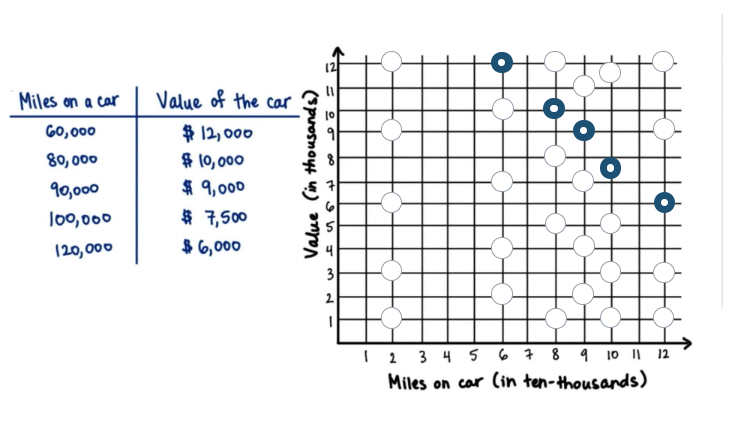 Miles on a car Value of the car
60,000 $ 12,000
80,000 $ 10,000
90,000 $ 9,000
100,000 $ 7,500
120,000 $ 6,000
Value (in thousands)
12
11
10
9
8
7
6
5
4
3
2
1
1 2 3 4 5 6 7 8 9 10 11 12
Miles on car (in ten-thousands)